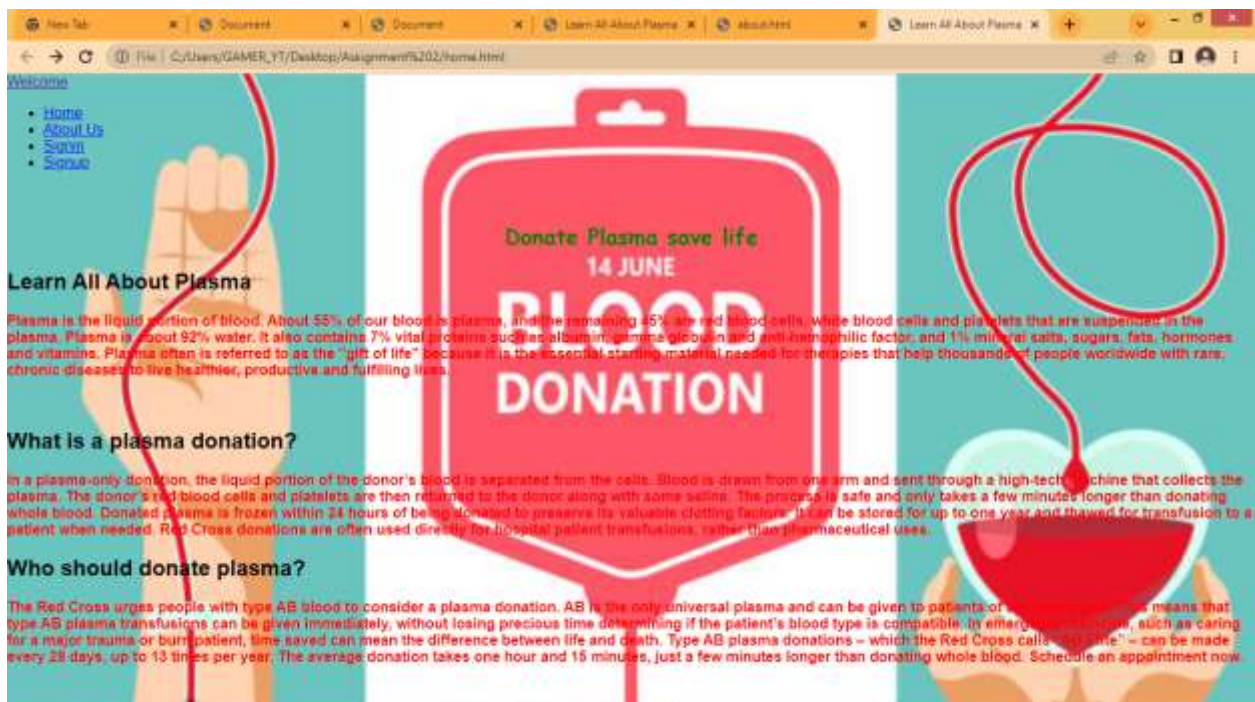 New Tab
Document
Document
Learn All About Plasma
about.html
Learn All About Plasma
File | C:/Users/GAMER_YT/Desktop/Assignment%202/home.html
Welcome
Home
About Us
Signin
Signup
Donate Plasma save life
14 JUNE
BLOOD
DONATION
Learn All About Plasma
Plasma is the liquid portion of blood. About 55% of our blood is plasma, and the remaining 45% are red blood cells, white blood cells and platelets that are suspended in the
plasma. Plasma is about 92% water. It also contains 7% vital proteins such as albumin, gamma globulin and anti-hemophilic factor, and 1% mineral salts, sugars, fats, hormones
and vitamins. Plasma often is referred to as the "gift of life" because it is the essential starting material needed for therapies that help thousands of people worldwide with rare,
chronic diseases to live healthier, productive and fulfilling lives.
What is a plasma donation?
In a plasma-only donation, the liquid portion of the donor's blood is separated from the cells. Blood is drawn from one arm and sent through a high-tech machine that collects the
plasma. The donor's red blood cells and platelets are then returned to the donor along with some saline. The process is safe and only takes a few minutes longer than donating
whole blood. Donated plasma is frozen within 24 hours of being donated to preserve its valuable clotting factors. It can be stored for up to one year and thawed for transfusion to a
patient when needed. Red Cross donations are often used directly for hospital patient transfusions, rather than pharmaceutical uses.
Who should donate plasma?
The Red Cross urges people with type AB blood to consider a plasma donation. AB is the only universal plasma and can be given to patients of means that
type AB plasma transfusions can be given immediately, without losing precious time determining if the patient's blood type is compatible. In such as caring
for a major trauma or burn patient, time saved can mean the difference between life and death. Type AB plasma donations – which the Red Cross calls – can be made
every 28 days, up to 13 times per year. The average donation takes one hour and 15 minutes, just a few minutes longer than donating whole blood. Schedule an appointment now.